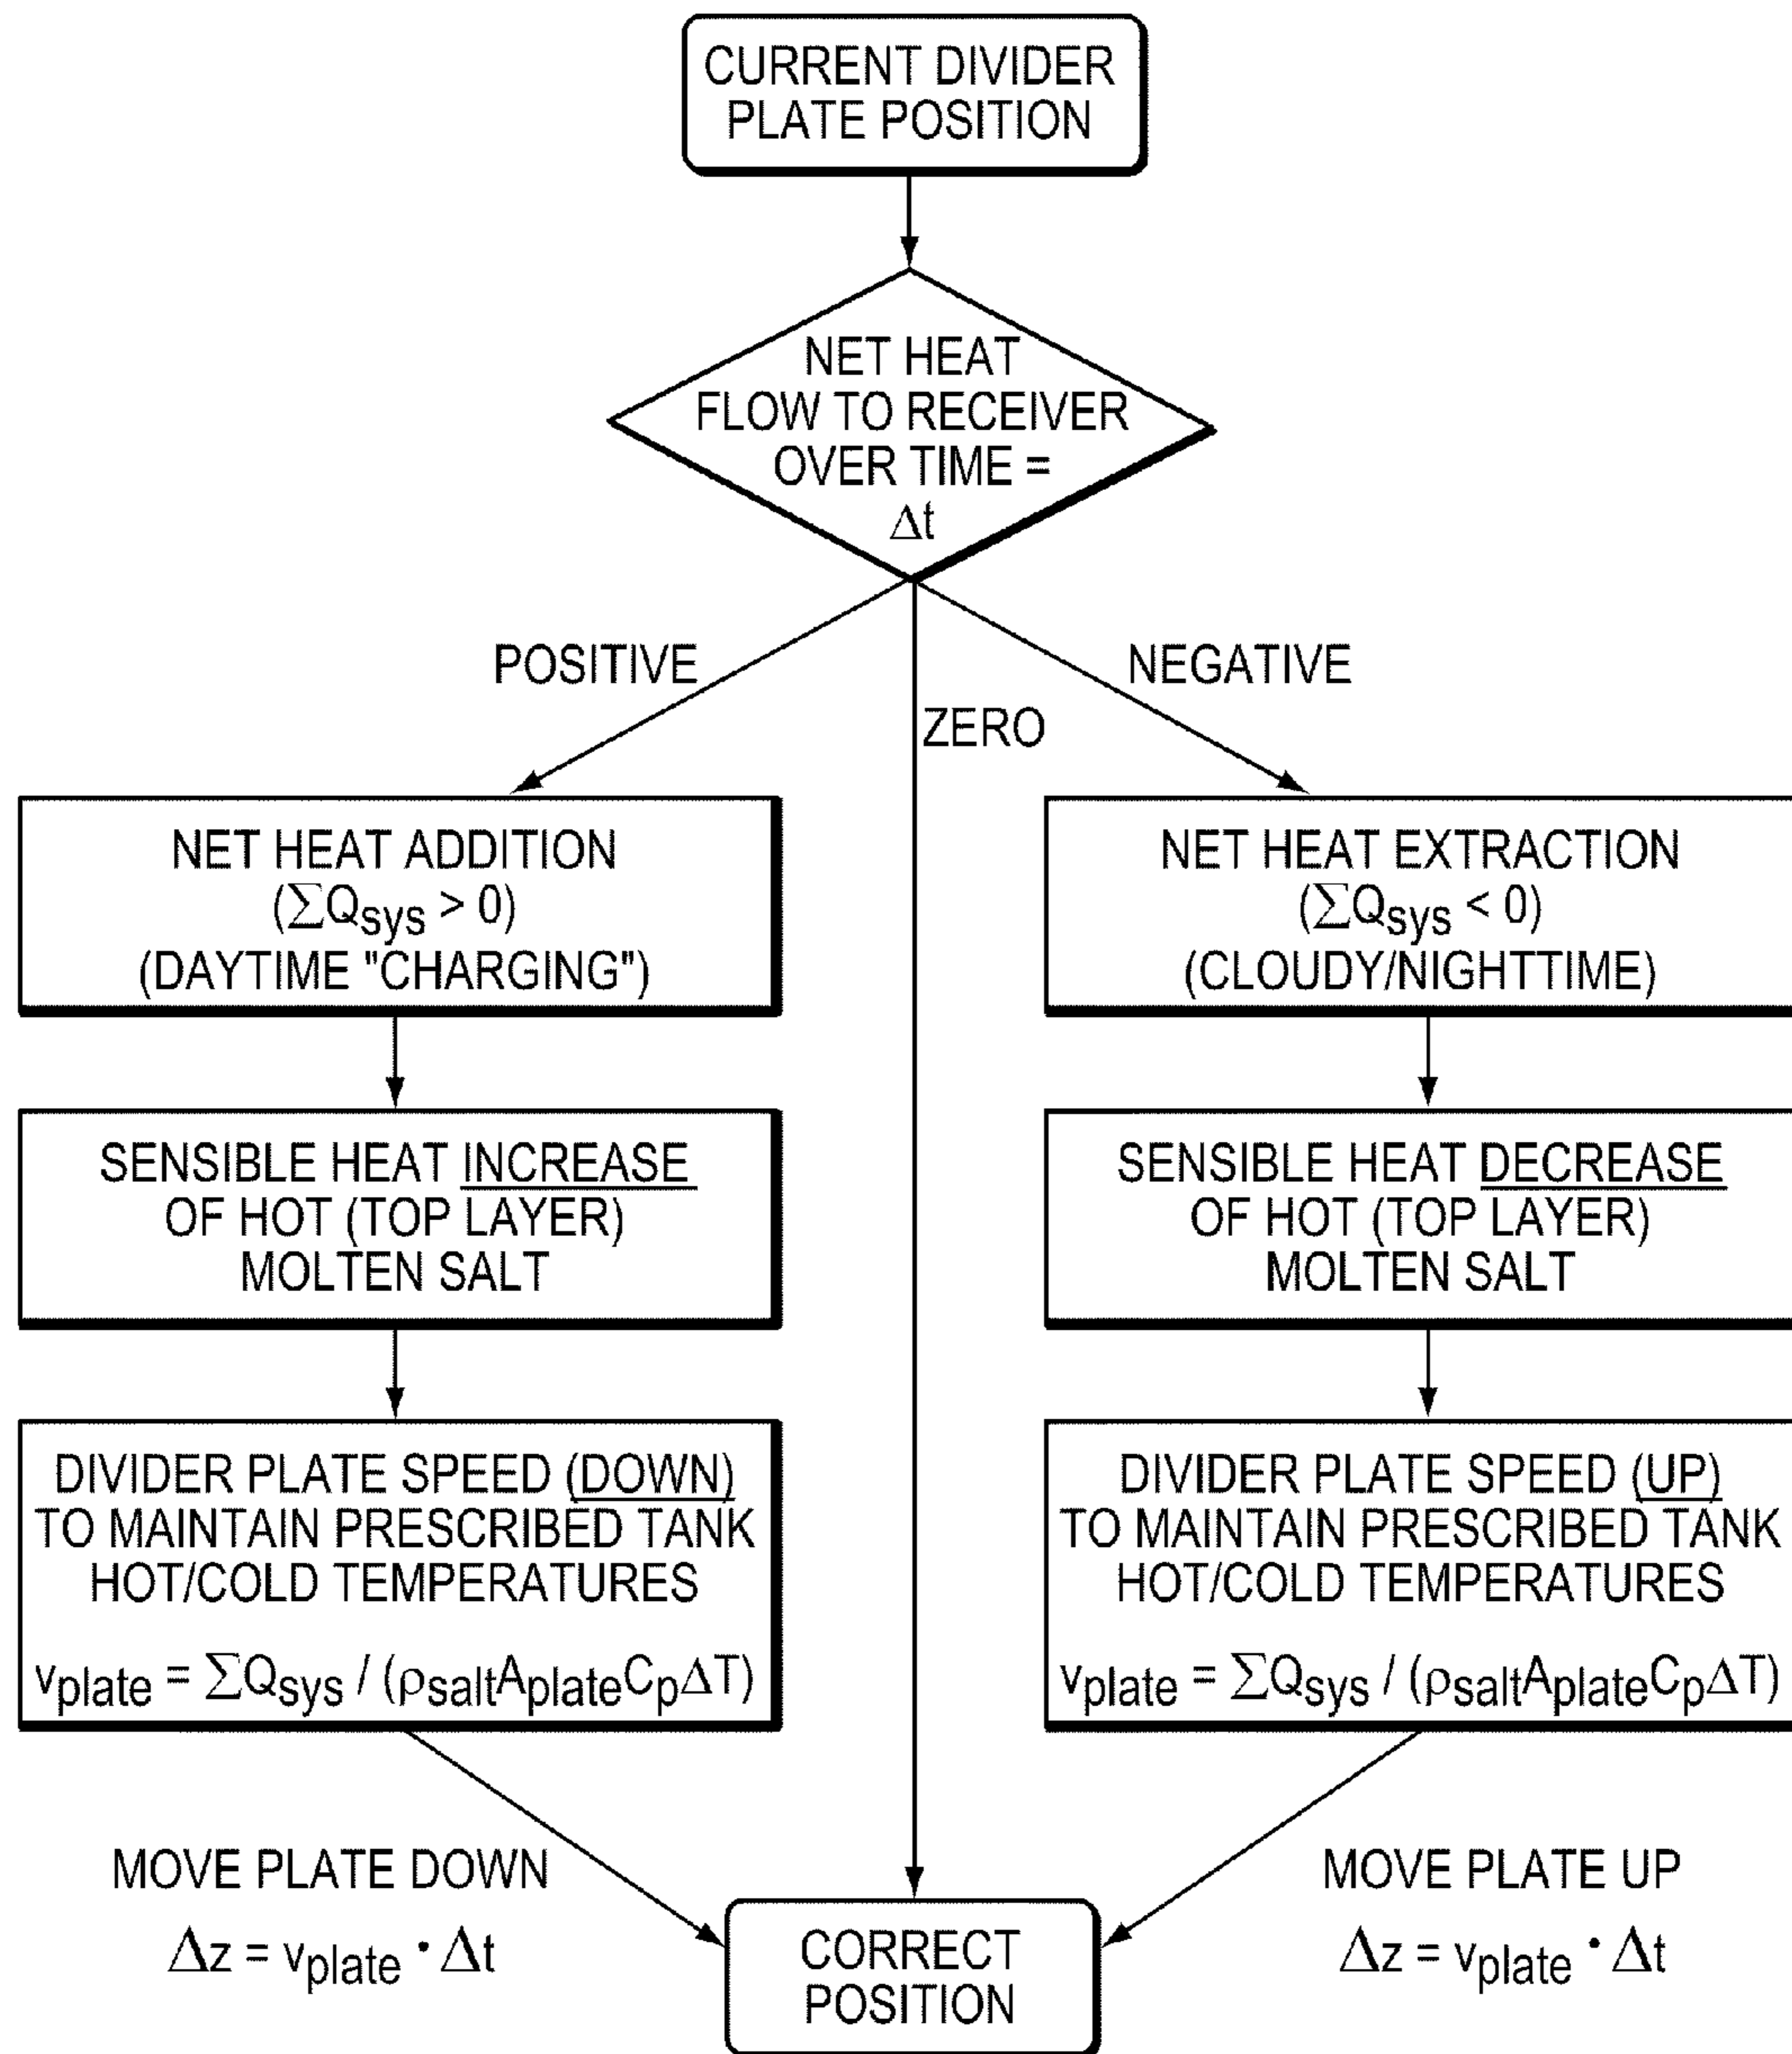 CURRENT DIVIDER
PLATE POSITION
NET HEAT
FLOW TO RECEIVER
OVER TIME =
Δt
POSITIVE
ZERO
NEGATIVE
NET HEAT ADDITION
(ΣQsys > 0)
(DAYTIME "CHARGING")
SENSIBLE HEAT INCREASE
OF HOT (TOP LAYER)
MOLTEN SALT
DIVIDER PLATE SPEED (DOWN)
TO MAINTAIN PRESCRIBED TANK
HOT/COLD TEMPERATURES
vplate = ΣQsys / (ρsaltAplateCpΔT)
MOVE PLATE DOWN
Δz = vplate · Δt
NET HEAT EXTRACTION
(ΣQsys < 0)
(CLOUDY/NIGHTTIME)
SENSIBLE HEAT DECREASE
OF HOT (TOP LAYER)
MOLTEN SALT
DIVIDER PLATE SPEED (UP)
TO MAINTAIN PRESCRIBED TANK
HOT/COLD TEMPERATURES
vplate = ΣQsys / (ρsaltAplateCpΔT)
MOVE PLATE UP
Δz = vplate · Δt
CORRECT
POSITION